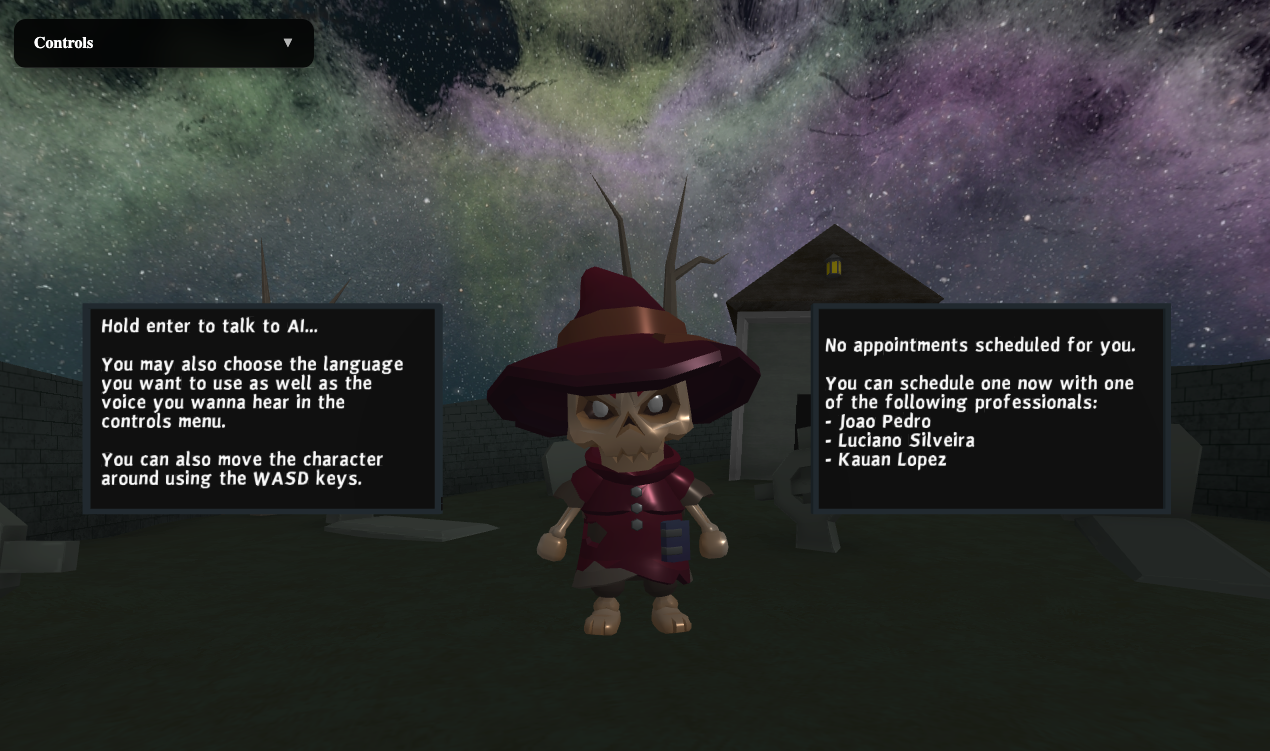 Controls ▼
Hold enter to talk to AI...
You may also choose the language
you want to use as well as the
voice you wanna hear in the
controls menu.
You can also move the character
around using the WASD keys.
No appointments scheduled for you.
You can schedule one now with one
of the following professionals:
- Joao Pedro
- Luciano Silveira
- Kauan Lopez